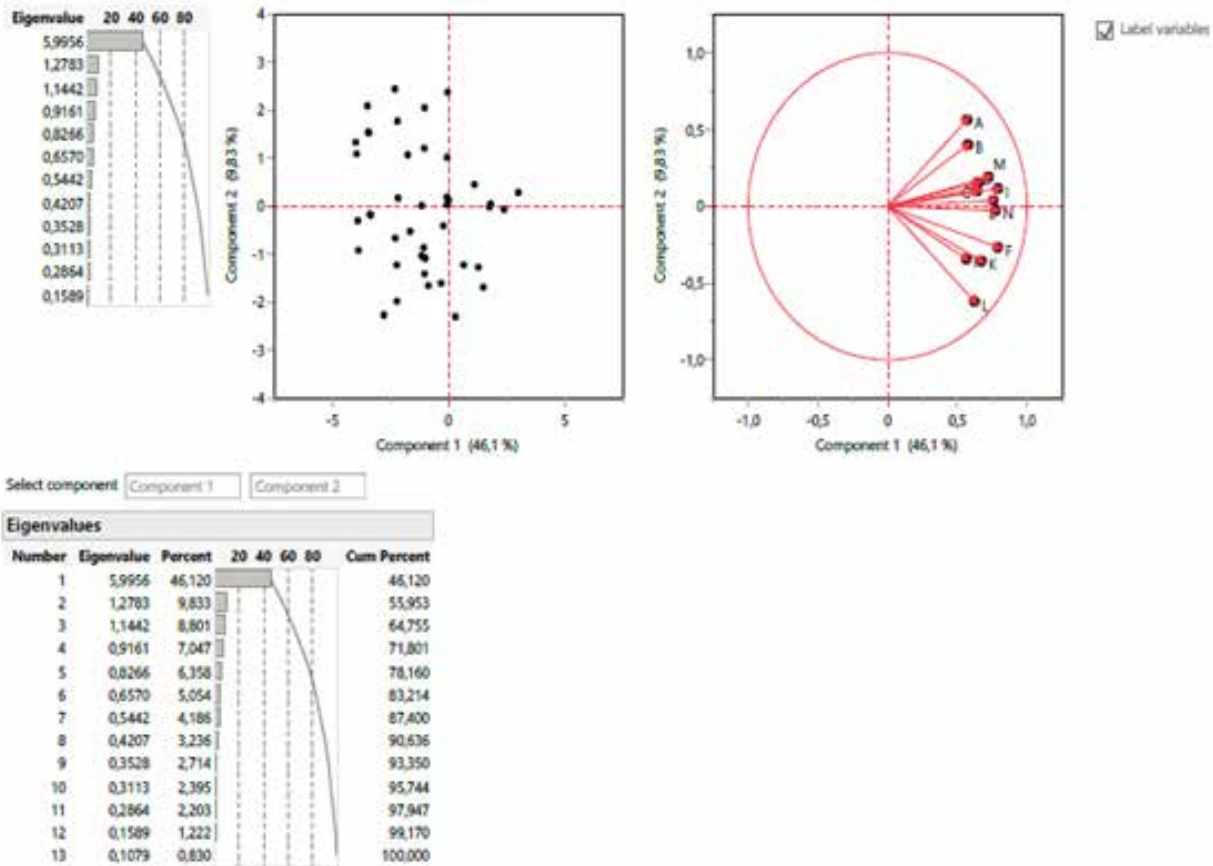 Eigenvalue 20 40 60 80
5,9956
1,2783
1,1442
0,9161
0,8266
0,6570
0,5442
0,4207
0,3528
0,3113
0,2864
0,1589
4
3
2
1
0
-1
-2
-3
-4
Component 2 (9,83 %)
-5 0 5
Component 1 (46,1 %)
1,0
0,5
0
-0,5
-1,0
Component 2 (9,83 %)
A
B
M
N
F
K
L
-1,0 -0,5 0 0,5 1,0
Component 1 (46,1 %)
Label variables
Select component Component 1 Component 2
Eigenvalues
Number Eigenvalue Percent 20 40 60 80 Cum Percent
1 5,9956 46,120 46,120
2 1,2783 9,833 55,953
3 1,1442 8,801 64,755
4 0,9161 7,047 71,801
5 0,8266 6,358 78,160
6 0,6570 5,054 83,214
7 0,5442 4,186 87,400
8 0,4207 3,236 90,636
9 0,3528 2,714 93,350
10 0,3113 2,395 95,744
11 0,2864 2,203 97,947
12 0,1589 1,222 99,170
13 0,1079 0,830 100,000